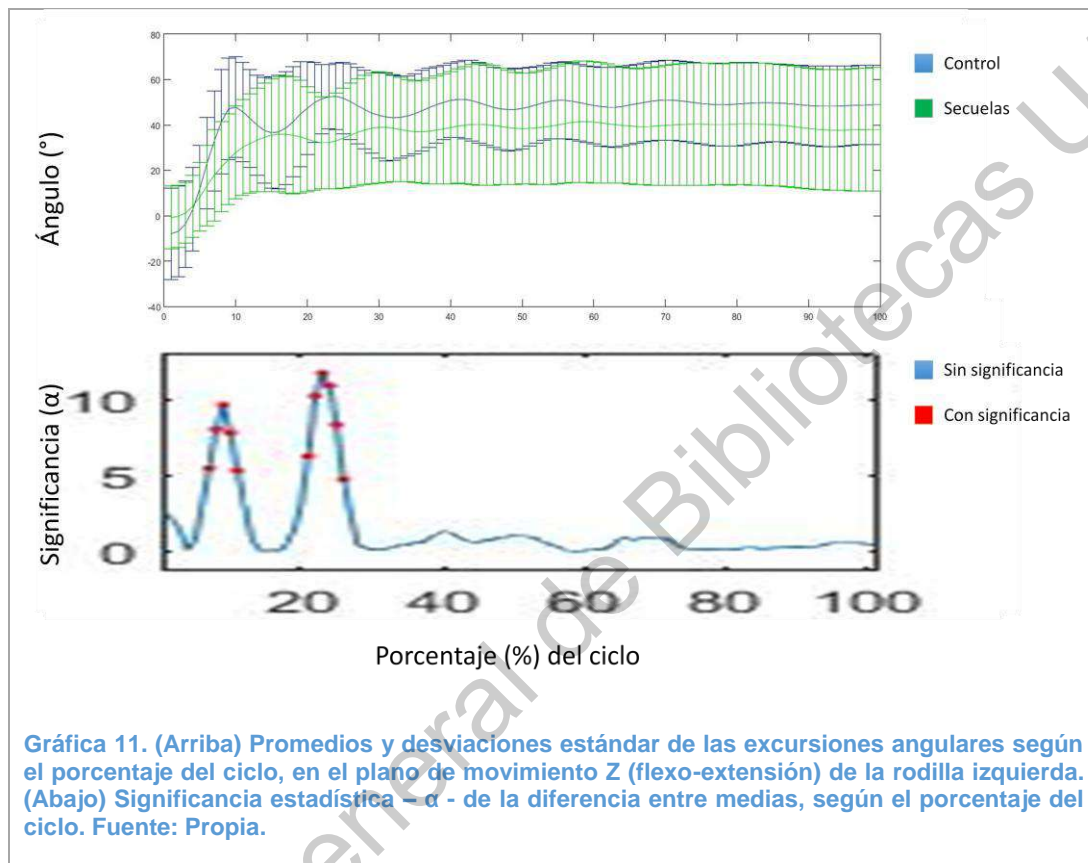 80
60
40
20
0
-20
-40
0 10 20 30 40 50 60 70 80 90 100
Ángulo (°)
Control
Secuelas
10
5
0
20 40 60 80 100
Significancia (α)
Sin significancia
Con significancia
Porcentaje (%) del ciclo
Gráfica 11. (Arriba) Promedios y desviaciones estándar de las excursiones angulares según
el porcentaje del ciclo, en el plano de movimiento Z (flexo-extensión) de la rodilla izquierda.
(Abajo) Significancia estadística – α - de la diferencia entre medias, según el porcentaje del
ciclo. Fuente: Propia.
eneral de Bibliotecas U